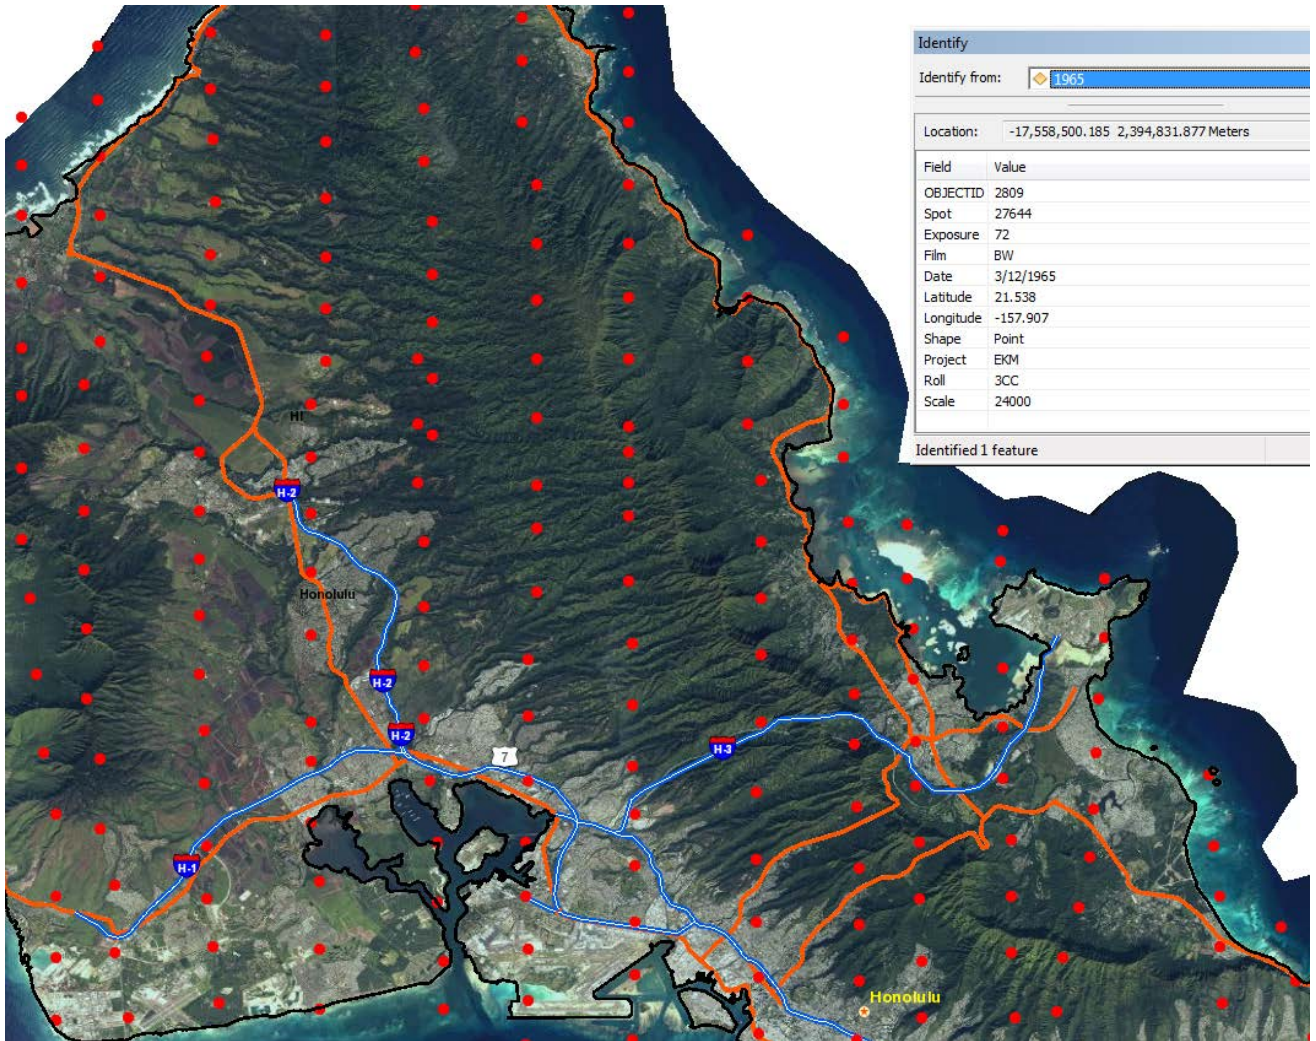 Identify
Identify from: 1965
Location: -17,558,500.185 2,394,831.877 Meters
Field Value
OBJECTID 2809
Spot 27644
Exposure 72
Film BW
Date 3/12/1965
Latitude 21.538
Longitude -157.907
Shape Point
Project EKM
Roll 3CC
Scale 24000
Identified 1 feature
HI
H-2
Honolulu
H-2
H-2
7
H-3
H-1
Honolulu